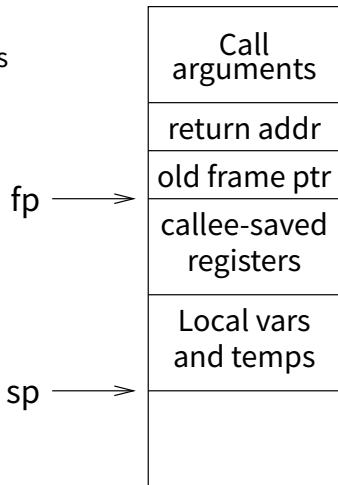 s
Call
arguments
return addr
old frame ptr
fp
callee-saved
registers
Local vars
and temps
sp